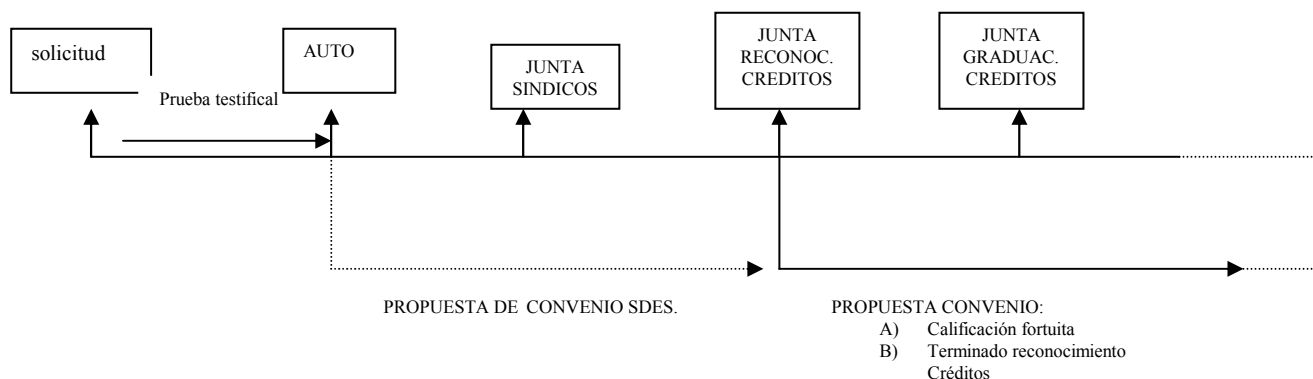 solicitud
Prueba testifical
AUTO
JUNTA
SINDICOS
JUNTA
RECONOC.
CREDITOS
JUNTA
GRADUAC.
CREDITOS
PROPUESTA DE CONVENIO SDES.
PROPUESTA CONVENIO:
A) Calificación fortuita
B) Terminado reconocimiento
Créditos